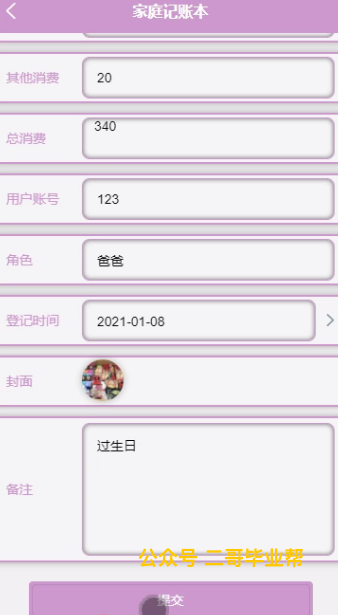 家庭记账本
其他消费 20
总消费 340
用户账号 123
角色 爸爸
登记时间 2021-01-08
封面
备注 过生日
公众号 二哥毕业帮
提交